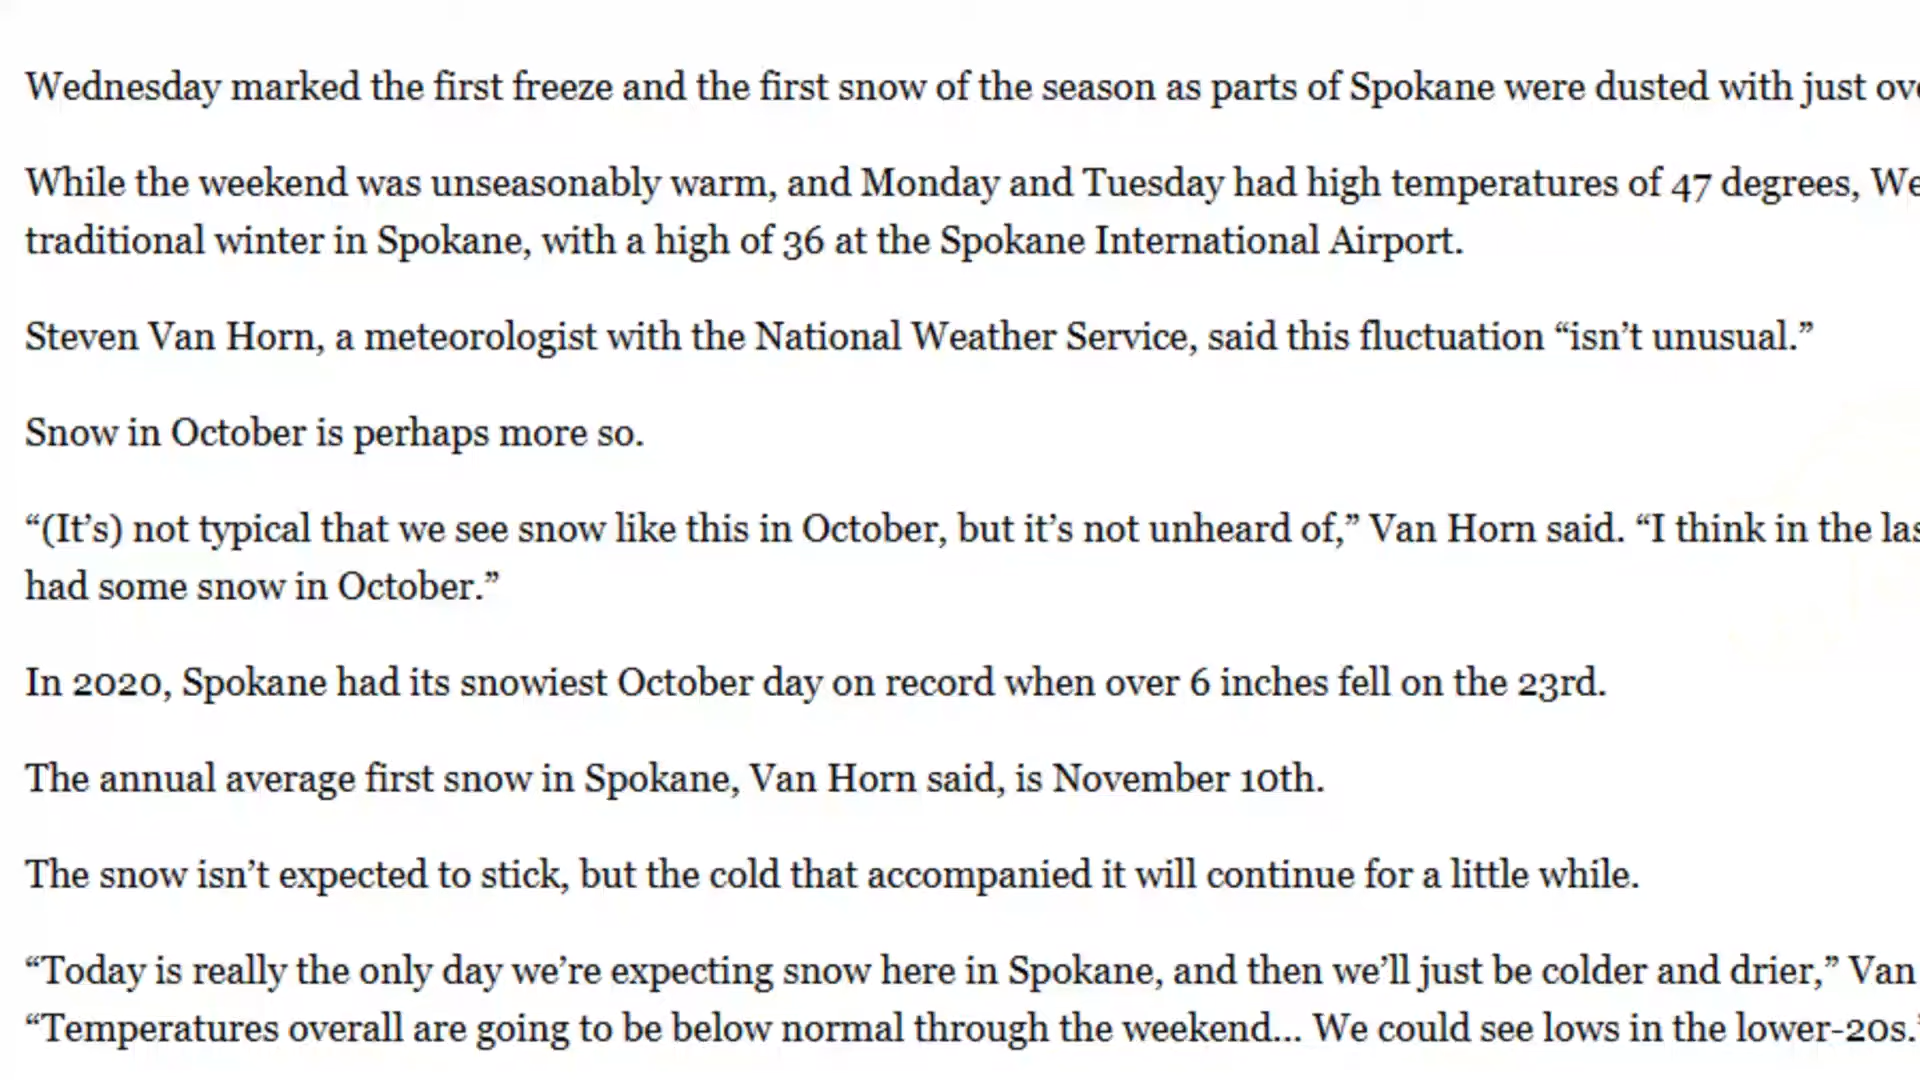 Wednesday marked the first freeze and the first snow of the season as parts of Spokane were dusted with just
While the weekend was unseasonably warm, and Monday and Tuesday had high temperatures of 47 degrees,
traditional winter in Spokane, with a high of 36 at the Spokane International Airport.
Steven Van Horn, a meteorologist with the National Weather Service, said this fluctuation “isn’t unusual.”
Snow in October is perhaps more so.
“(It’s) not typical that we see snow like this in October, but it’s not unheard of,” Van Horn said. “I think in the
had some snow in October.”
In 2020, Spokane had its snowiest October day on record when over 6 inches fell on the 23rd.
The annual average first snow in Spokane, Van Horn said, is November 10th.
The snow isn’t expected to stick, but the cold that accompanied it will continue for a little while.
“Today is really the only day we’re expecting snow here in Spokane, and then we’ll just be colder and drier,” Van
“Temperatures overall are going to be below normal through the weekend... We could see lows in the lower-20s.